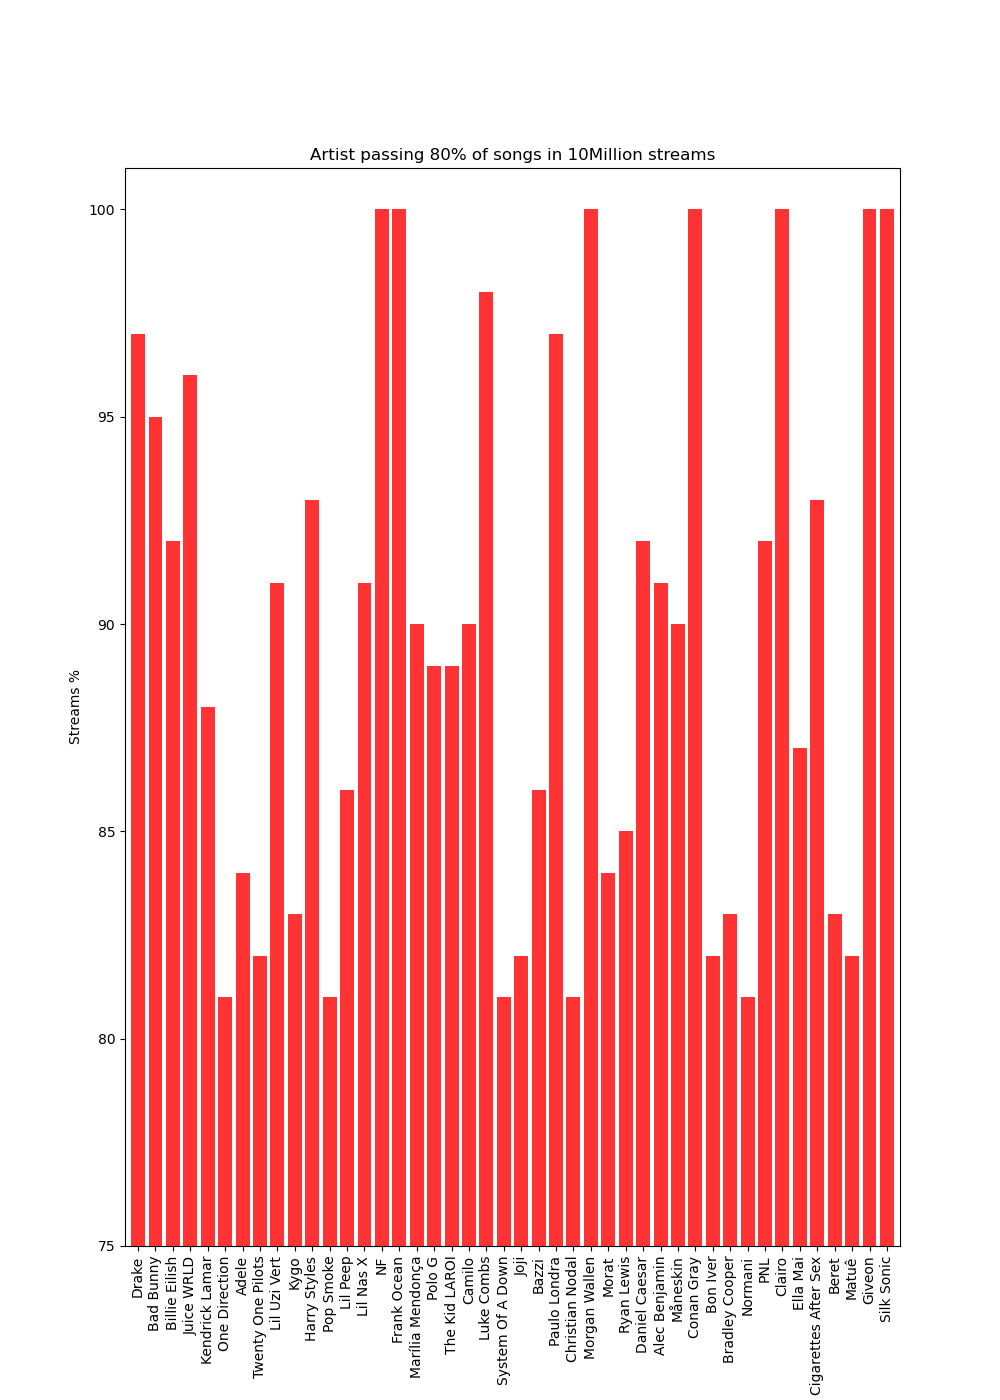 Artist passing 80% of songs in 10Million streams
100
95
90
85
80
75
Streams %
Drake
Bad Bunny
Billie Eilish
Juice WRLD
Kendrick Lamar
One Direction
Adele
Twenty One Pilots
Lil Uzi Vert
Kygo
Harry Styles
Pop Smoke
Lil Peep
Lil Nas X
NF
Frank Ocean
Marília Mendonça
Polo G
The Kid LAROI
Camilo
Luke Combs
System Of A Down
Joji
Bazzi
Paulo Londra
Christian Nodal
Morgan Wallen
Morat
Ryan Lewis
Daniel Caesar
Alec Benjamin
Måneskin
Conan Gray
Bon Iver
Bradley Cooper
Normani
PNL
Clairo
Ella Mai
Cigarettes After Sex
Beret
Matuê
Giveon
Silk Sonic